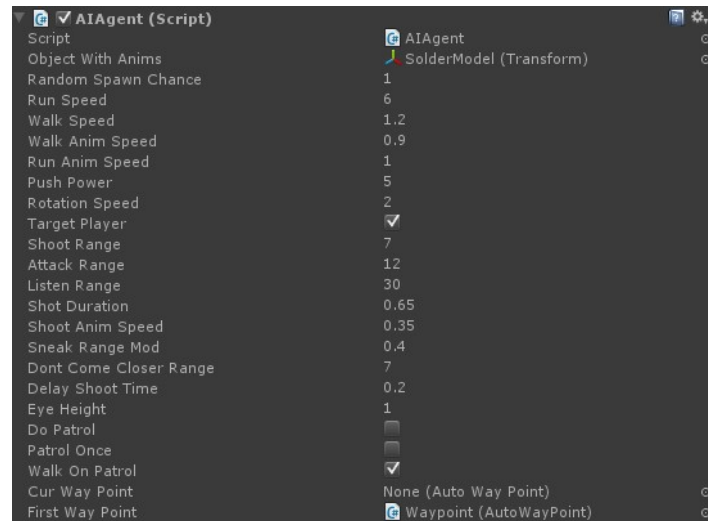 AIAgent (Script)
Script AIAgent
Object With Anims SolderModel (Transform)
Random Spawn Chance 1
Run Speed 6
Walk Speed 1.2
Walk Anim Speed 0.9
Run Anim Speed 1
Push Power 5
Rotation Speed 2
Target Player
Shoot Range 7
Attack Range 12
Listen Range 30
Shot Duration 0.65
Shoot Anim Speed 0.35
Sneak Range Mod 0.4
Dont Come Closer Range 7
Delay Shoot Time 0.2
Eye Height 1
Do Patrol
Patrol Once
Walk On Patrol
Cur Way Point None (Auto Way Point)
First Way Point Waypoint (AutoWayPoint)